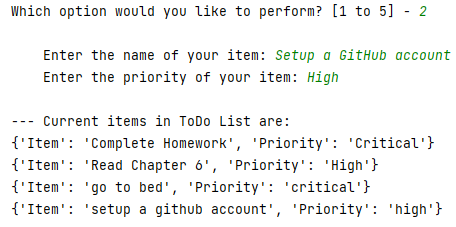 Which option would you like to perform? [1 to 5] - 2
Enter the name of your item: Setup a GitHub account
Enter the priority of your item: High
--- Current items in ToDo List are:
{'Item': 'Complete Homework', 'Priority': 'Critical'}
{'Item': 'Read Chapter 6', 'Priority': 'High'}
{'Item': 'go to bed', 'Priority': 'critical'}
{'Item': 'setup a github account', 'Priority': 'high'}